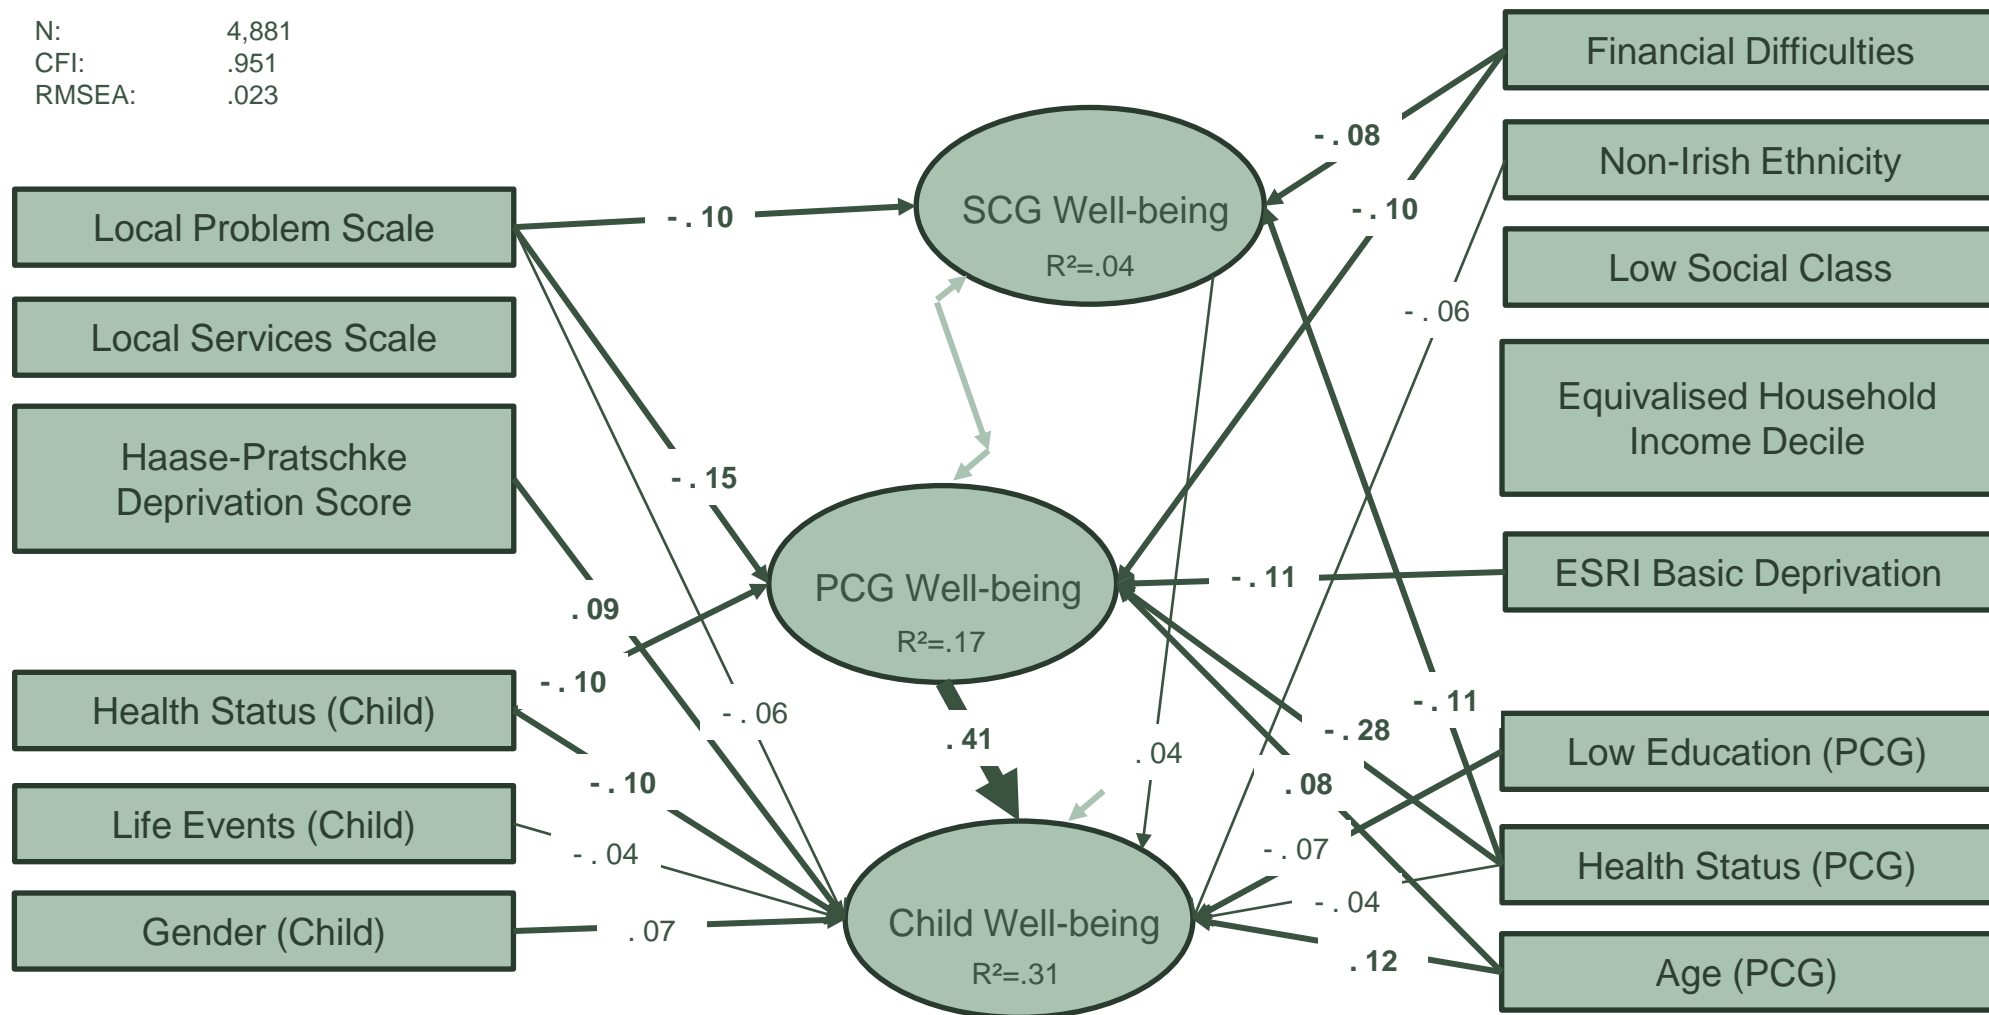 N: 4,881
CFI: .951
RMSEA: .023
Financial Difficulties
Non-Irish Ethnicity
Low Social Class
Equivalised Household
Income Decile
ESRI Basic Deprivation
Low Education (PCG)
Health Status (PCG)
Age (PCG)
Local Problem Scale
Local Services Scale
Haase-Pratschke
Deprivation Score
Health Status (Child)
Life Events (Child)
Gender (Child)
SCG Well-being
R²=.04
PCG Well-being
R²=.17
Child Well-being
R²=.31
-.08
-.10
-.10
-.06
-.15
-.11
.09
-.10
-.06
.41
.04
-.28
-.11
.08
-.10
-.04
-.07
-.04
.07
.12